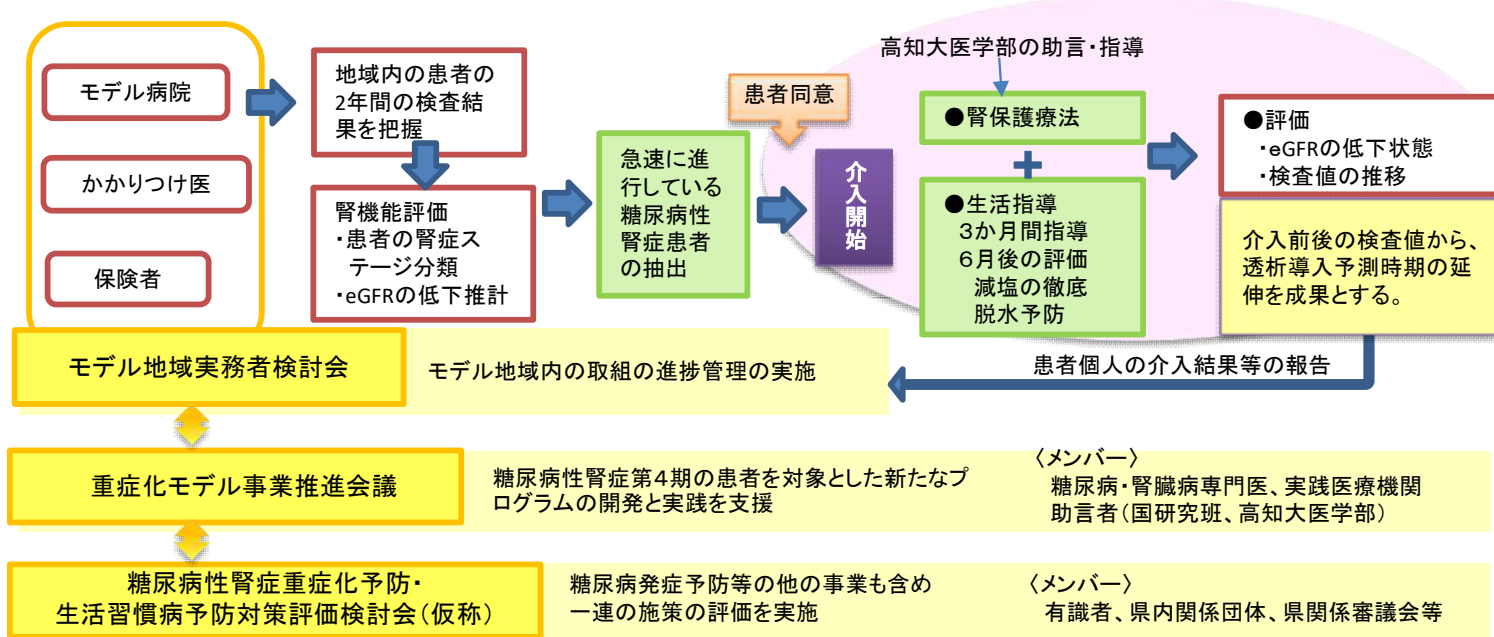 モデル病院
かかりつけ医
保険者
地域内の患者の
2年間の検査結
果を把握
腎機能評価
・患者の腎症ス
テージ分類
・eGFRの低下推計
急速に進
行している
糖尿病性
腎症患者
の抽出
患者同意
介入開始
高知大医学部の助言・指導
●腎保護療法
●生活指導
3か月間指導
6月後の評価
減塩の徹底
脱水予防
●評価
・eGFRの低下状態
・検査値の推移
介入前後の検査値から、
透析導入予測時期の延
伸を成果とする。
患者個人の介入結果等の報告
モデル地域実務者検討会
モデル地域内の取組の進捗管理の実施
重症化モデル事業推進会議
糖尿病性腎症第4期の患者を対象とした新たなプ
ログラムの開発と実践を支援
〈メンバー〉
糖尿病・腎臓病専門医、実践医療機関
助言者(国研究班、高知大医学部)
糖尿病性腎症重症化予防・
生活習慣病予防対策評価検討会(仮称)
糖尿病発症予防等の他の事業も含め
一連の施策の評価を実施
〈メンバー〉
有識者、県内関係団体、県関係審議会等